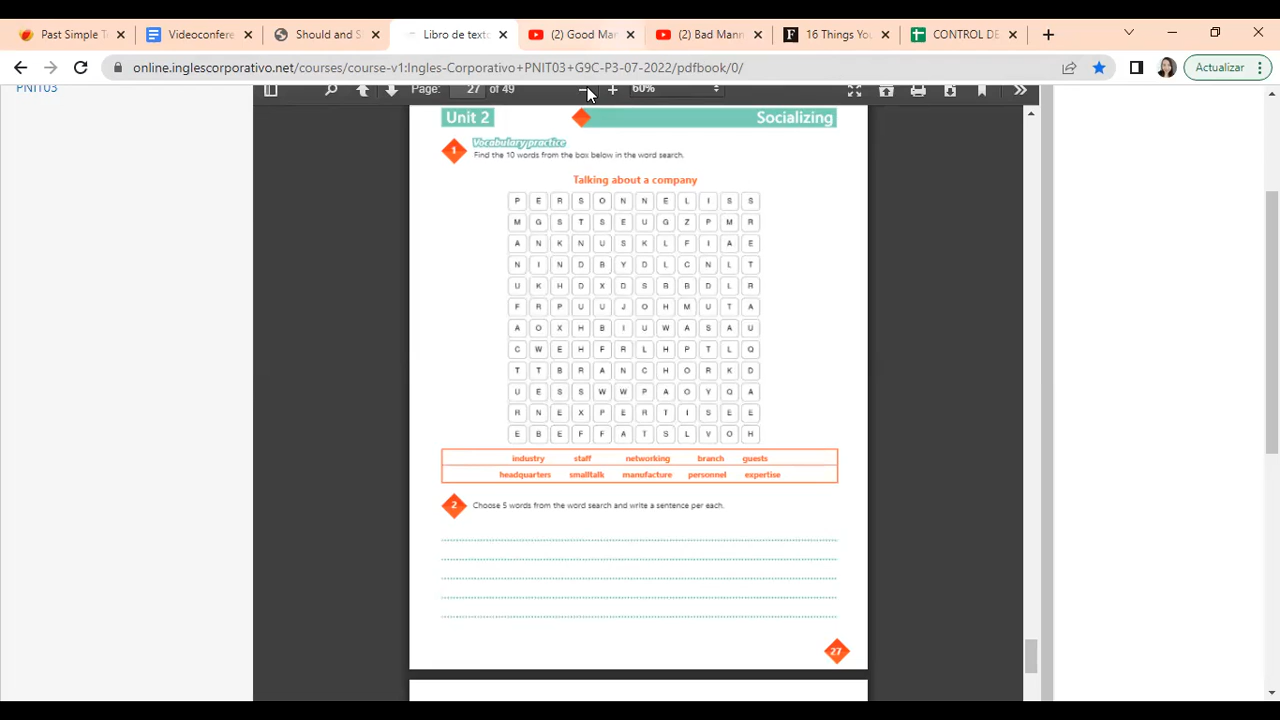 Past Simple T
Videoconfere
Should and S
Libro de texto
(2) Good Man
(2) Bad Mann
16 Things You
CONTROL DE
online.inglescorporativo.net/courses/course-v1:Ingles-Corporativo+PNIT03+G9C-P3-07-2022/pdfbook/0/
Actualizar
PNIT03
Page: 27 of 49
60%
Unit 2
Socializing
1
Vocabulary practice
Find the 10 words from the box below in the word search.
Talking about a company
P E R S O N N E L I S S
M G S T S E U G Z P M R
A N K N U S K L F I A E
N I N D B Y D L C N L T
U K H D X D S B B D L R
F R P U U J O H M U T A
A O X H B I U W A S A U
C W E H F R L H P T L Q
T T B R A N C H O R K D
U E S S W W P A O Y Q A
R N E X P E R T I S E E
E B E F F A T S L V O H
industry staff networking branch guests
headquarters smalltalk manufacture personnel expertise
2
Choose 5 words from the word search and write a sentence per each.
27